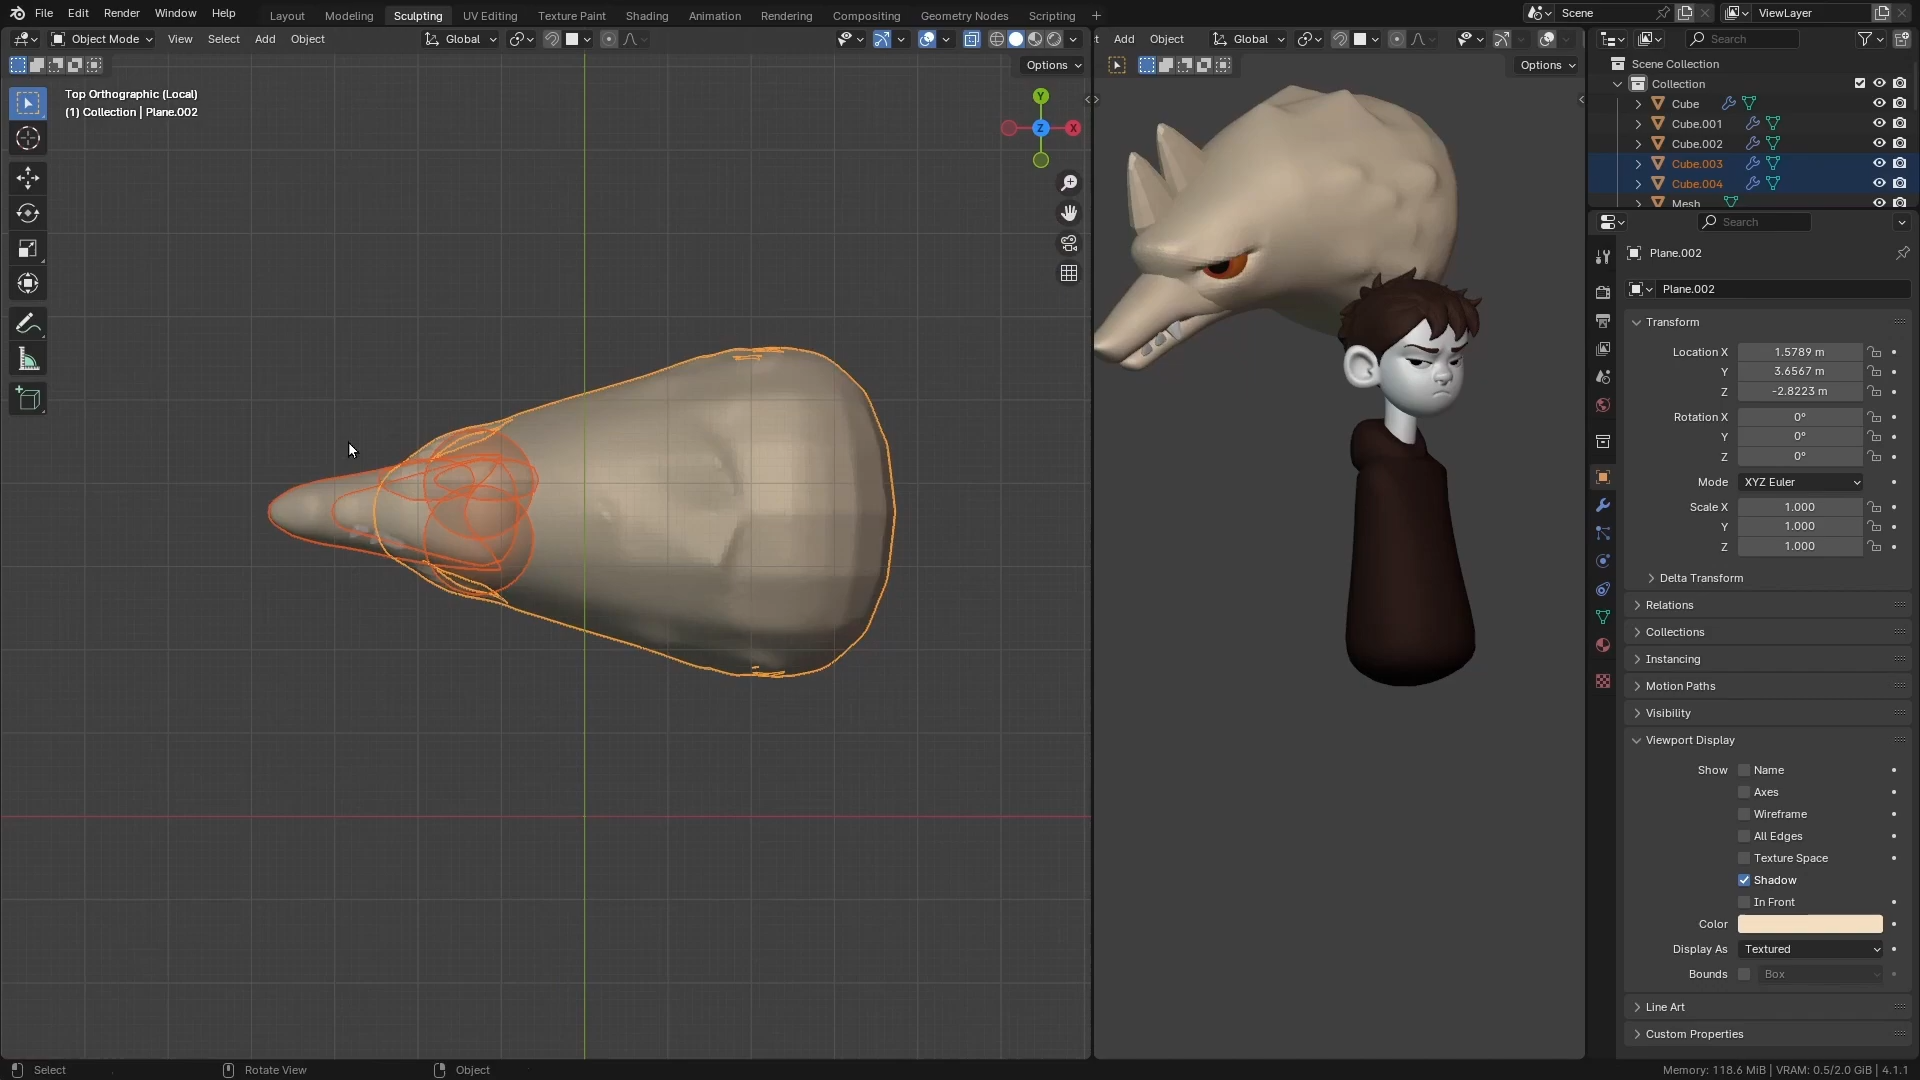 File Edit Render Window Help Layout Modeling Sculpting UV Editing Texture Paint Shading Animation Rendering Compositing Geometry Nodes Scripting + Scene ViewLayer
Object Mode View Select Add Object Global
Add Object Global
Search
Options
Options
Scene Collection
Collection
Cube
Cube.001
Cube.002
Cube.003
Cube.004
Mesh
Top Orthographic (Local)
(1) Collection | Plane.002
Y
Z
X
Search
Plane.002
Plane.002
Transform
Location X 1.5789 m
Y 3.6567 m
Z -2.8223 m
Rotation X 0°
Y 0°
Z 0°
Mode XYZ Euler
Scale X 1.000
Y 1.000
Z 1.000
Delta Transform
Relations
Collections
Instancing
Motion Paths
Visibility
Viewport Display
Show Name
Axes
Wireframe
All Edges
Texture Space
Shadow
In Front
Color
Display As Textured
Bounds Box
Line Art
Custom Properties
Select Rotate View Object Memory: 118.6 MiB | VRAM: 0.5/2.0 GiB | 4.1.1